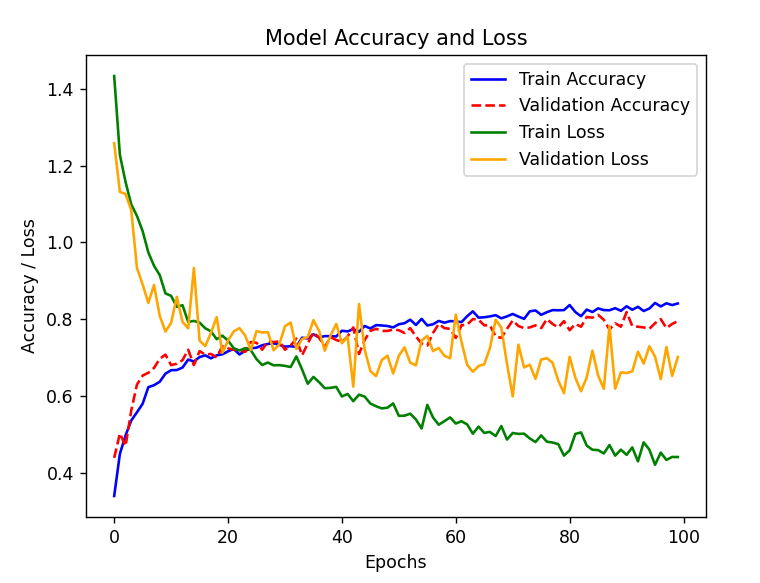 Model Accuracy and Loss
Train Accuracy
Validation Accuracy
Train Loss
Validation Loss
Accuracy / Loss
1.4
1.2
1.0
0.8
0.6
0.4
0 20 40 60 80 100
Epochs